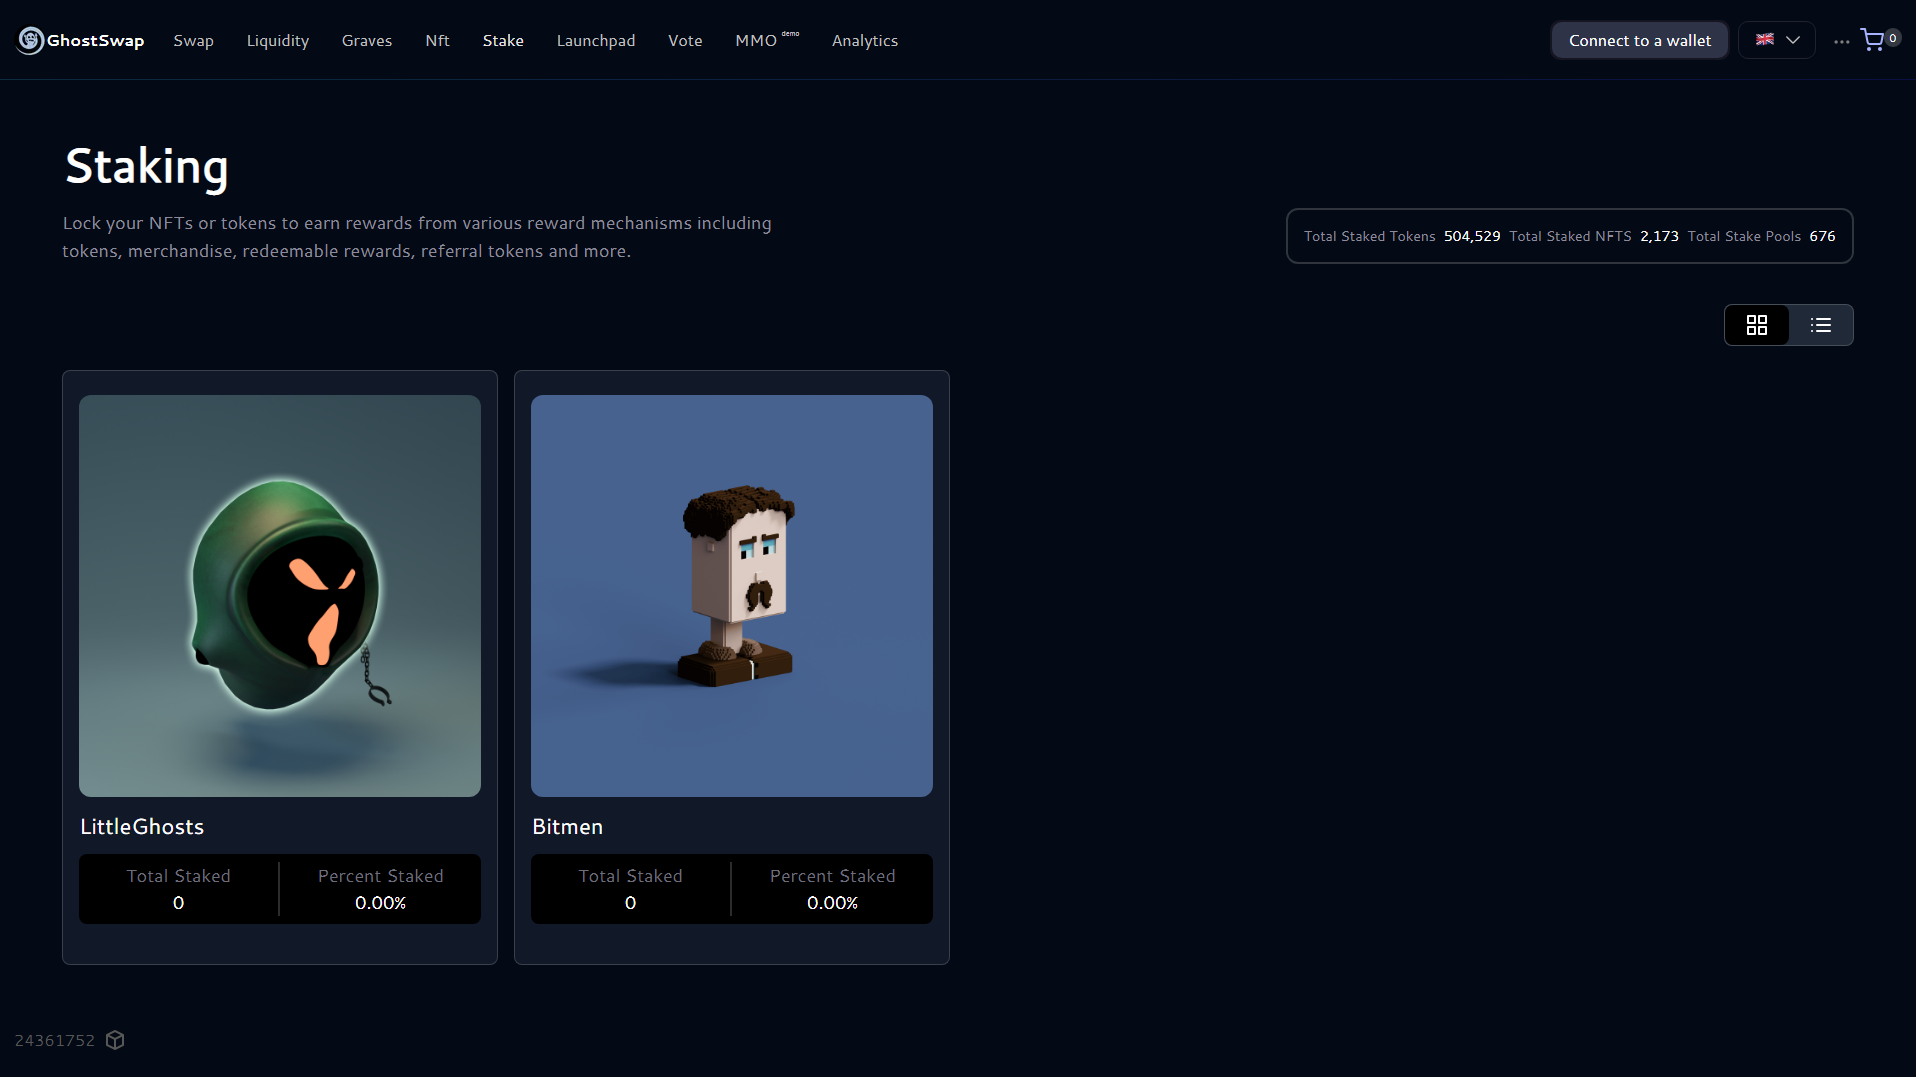 GhostSwap Swap Liquidity Graves Nft Stake Launchpad Vote MMO demo Analytics Connect to a wallet 0
Staking
Lock your NFTs or tokens to earn rewards from various reward mechanisms including
tokens, merchandise, redeemable rewards, referral tokens and more.
Total Staked Tokens 504,529 Total Staked NFTS 2,173 Total Stake Pools 676
LittleGhosts
Total Staked Percent Staked
0 0.00%
Bitmen
Total Staked Percent Staked
0 0.00%
24361752